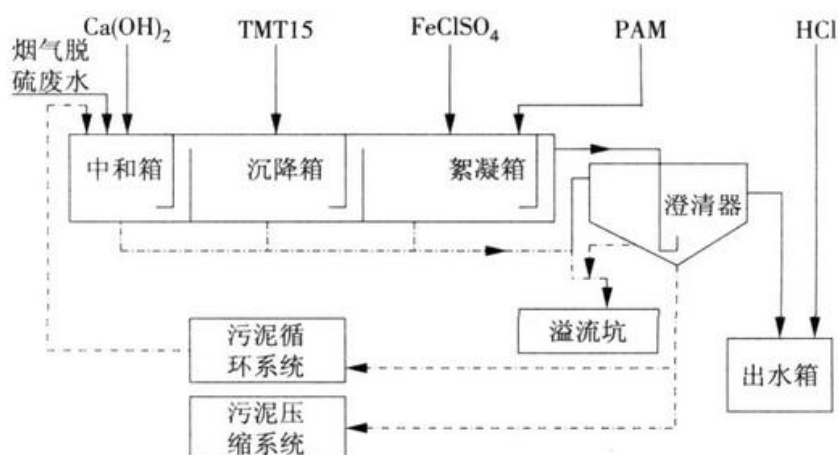 Ca(OH)₂
TMT15
FeClSO₄
PAM
HCl
烟气脱
硫废水
中和箱
沉降箱
絮凝箱
澄清器
溢流坑
污泥循
环系统
出水箱
污泥压
缩系统